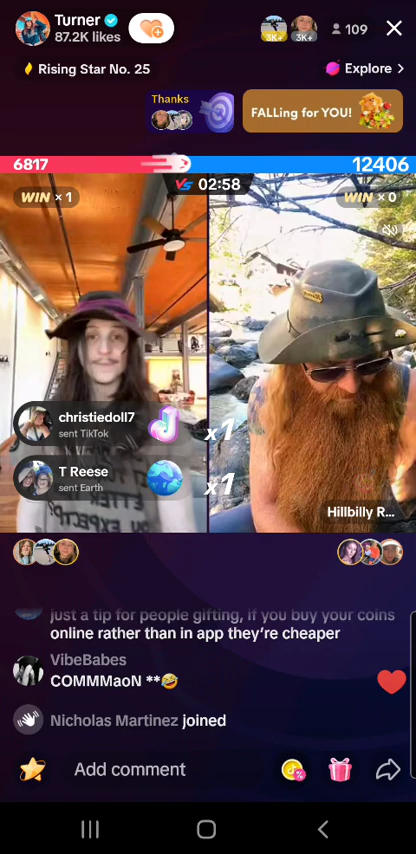 Turner
87.2K likes
3K+
3K+
109
Rising Star No. 25
Explore >
Thanks
FALLing for YOU!
6817
12406
WIN × 1
VS 02:58
WIN × 0
christiedoll7
sent TikTok
x1
T Reese
sent Earth
x1
Hillbilly R...
just a tip for people gifting, if you buy your coins
online rather than in app they're cheaper
VibeBabes
COMMMaoN **🤣
Nicholas Martinez joined
Add comment